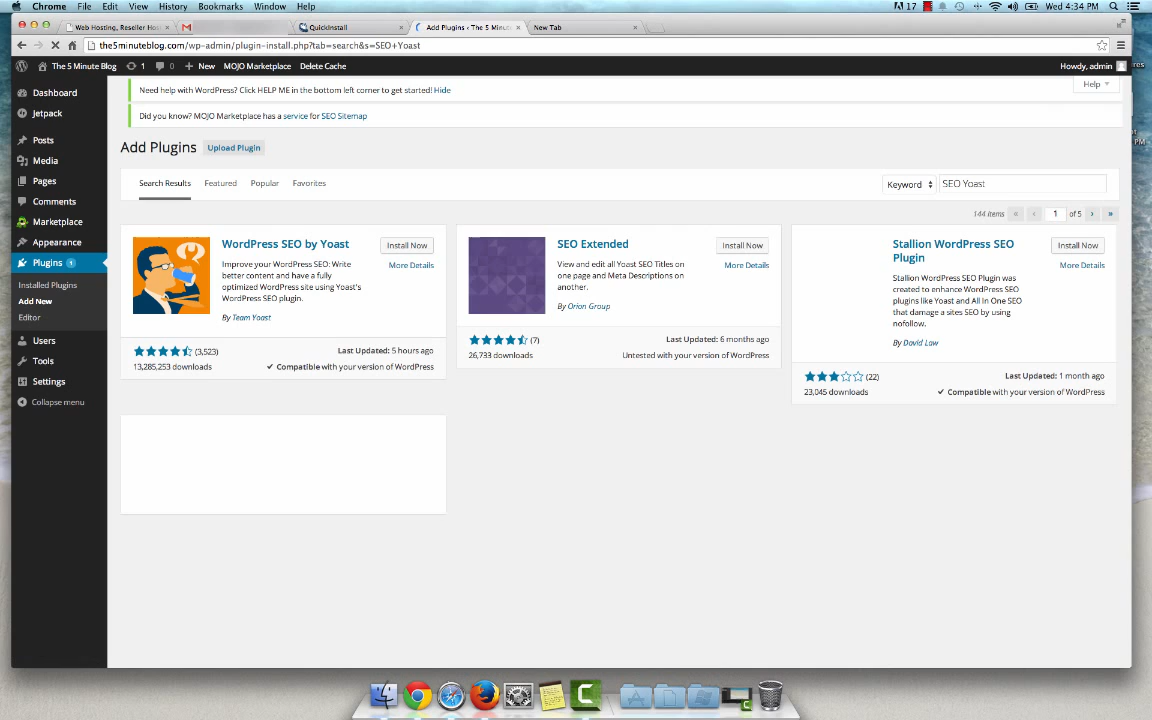 Chrome File Edit View History Bookmarks Window Help 17 Wed 4:34 PM
Web Hosting, Reseller Hos QuickInstall Add Plugins ‹ The 5 Minute New Tab
the5minuteblog.com/wp-admin/plugin-install.php?tab=search&s=SEO+Yoast
The 5 Minute Blog 1 0 New MOJO Marketplace Delete Cache Howdy, admin
Need help with WordPress? Click HELP ME in the bottom left corner to get started! Hide
Help
Did you know? MOJO Marketplace has a service for SEO Sitemap
Add Plugins Upload Plugin
Search Results Featured Popular Favorites Keyword SEO Yoast
144 items « ‹ 1 of 5 › »
Dashboard
Jetpack
Posts
Media
Pages
Comments
Marketplace
Appearance
Plugins 1
Installed Plugins
Add New
Editor
Users
Tools
Settings
Collapse menu
WordPress SEO by Yoast
Install Now
More Details
Improve your WordPress SEO: Write
better content and have a fully
optimized WordPress site using Yoast's
WordPress SEO plugin.
By Team Yoast
(3,523)
Last Updated: 5 hours ago
13,285,253 downloads
✔ Compatible with your version of WordPress
SEO Extended
Install Now
More Details
View and edit all Yoast SEO Titles on
one page and Meta Descriptions on
another.
By Orion Group
(7)
Last Updated: 6 months ago
26,733 downloads
Untested with your version of WordPress
Stallion WordPress SEO
Plugin
Install Now
More Details
Stallion WordPress SEO Plugin was
created to enhance WordPress SEO
plugins like Yoast and All In One SEO
that damage a sites SEO by using
nofollow.
By David Law
(22)
Last Updated: 1 month ago
23,045 downloads
✔ Compatible with your version of WordPress